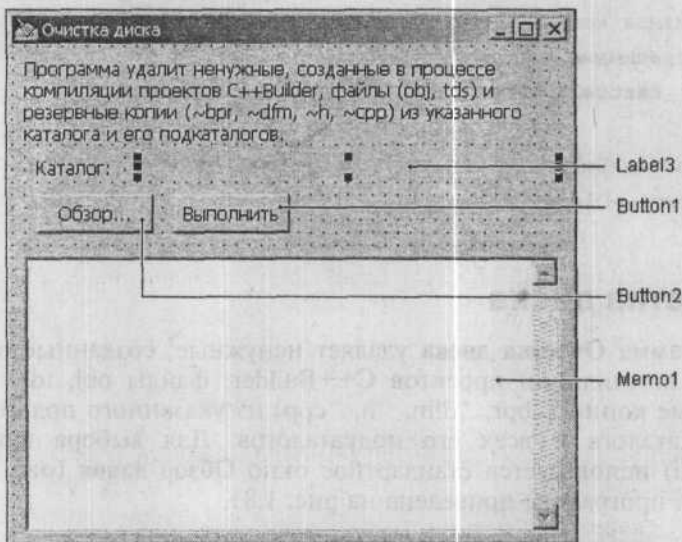 Очистка диска
Программа удалит ненужные, созданные в процессе
компиляции проектов C++Builder, файлы (obj, tds) и
резервные копии (~bpr, ~dfm, ~h, ~cpp) из указанного
каталога и его подкаталогов.
Каталог:
Label3
Обзор...
Выполнить
Button1
Button2
Memo1